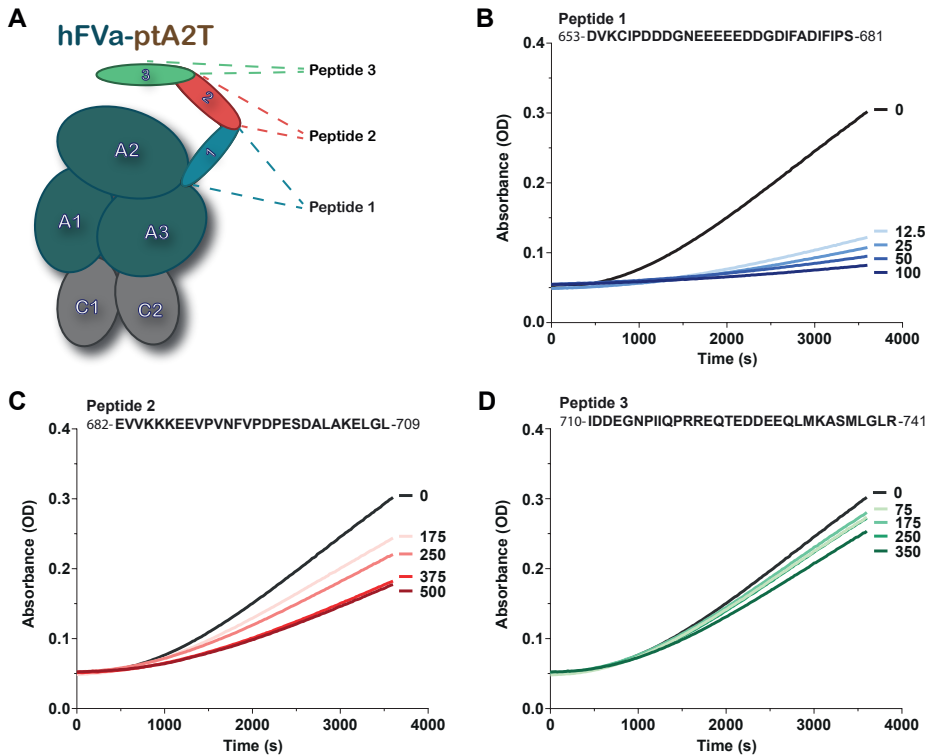 A
hFVa-ptA2T
3
Peptide 3
2
Peptide 2
1
Peptide 1
A2
A1
A3
C1
C2
B
Peptide 1
653-DVKCIPDDDGNEEEEEDDGDIFADIFIPS-681
0.4
0.3
0.2
0.1
0.0
Absorbance (OD)
0
12.5
25
50
100
0
1000
2000
3000
4000
Time (s)
C
Peptide 2
682-EVVKKKEEVPVNFVPDPESDALAKELGL-709
0.4
0.3
0.2
0.1
0.0
Absorbance (OD)
0
175
250
375
500
0
1000
2000
3000
4000
Time (s)
D
Peptide 3
710-IDDEGNPIIQPRREQTEDDEEQLMKASMLGLR-741
0.4
0.3
0.2
0.1
0.0
Absorbance (OD)
0
75
175
250
350
0
1000
2000
3000
4000
Time (s)